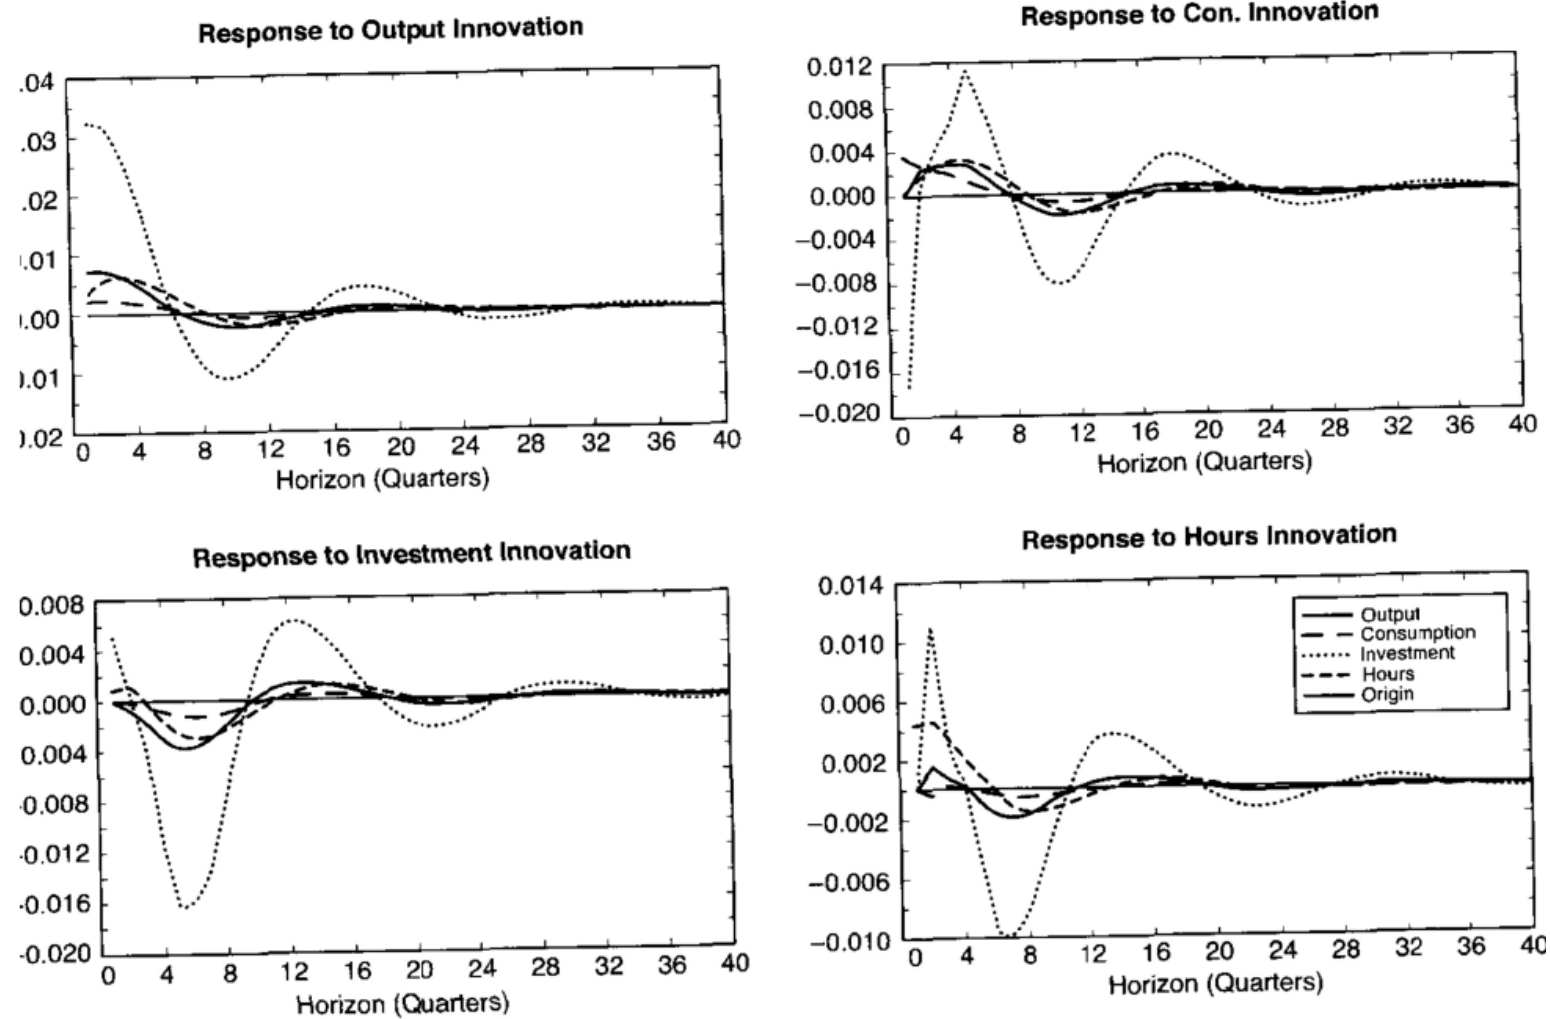 Response to Output Innovation
.04
.03
.02
.01
).00
).01
).02
0 4 8 12 16 20 24 28 32 36 40
Horizon (Quarters)
Response to Con. Innovation
0.012
0.008
0.004
0.000
−0.004
−0.008
−0.012
−0.016
−0.020
0 4 8 12 16 20 24 28 32 36 40
Horizon (Quarters)
Response to Investment Innovation
0.008
0.004
0.000
0.004
-0.008
-0.012
-0.016
-0.020
0 4 8 12 16 20 24 28 32 36 40
Horizon (Quarters)
Response to Hours Innovation
0.014
0.010
0.006
0.002
−0.002
−0.006
−0.010
0 4 8 12 16 20 24 28 32 36 40
Horizon (Quarters)
Output
Consumption
Investment
Hours
Origin